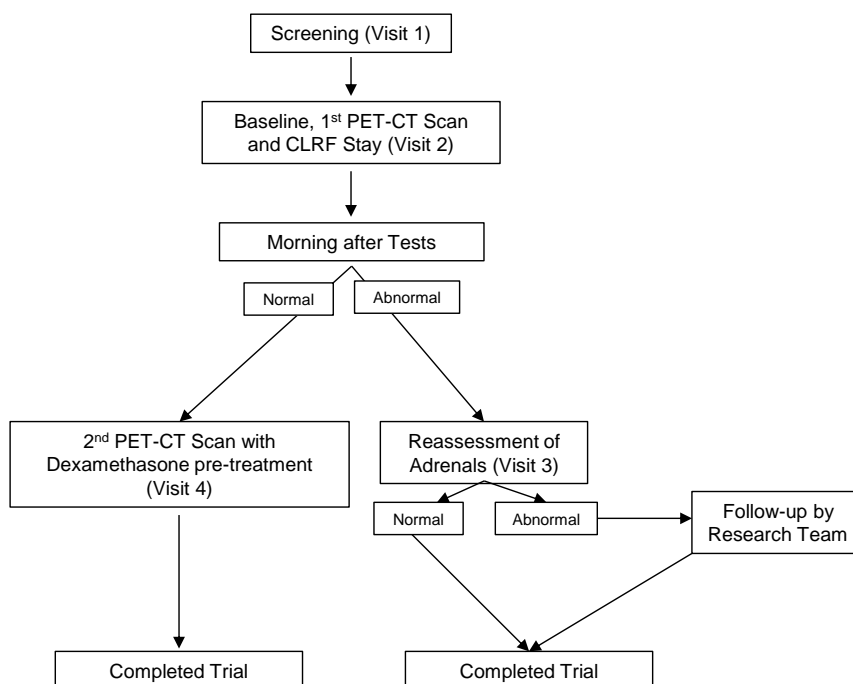 Screening (Visit 1)
Baseline, 1st PET-CT Scan
and CLRF Stay (Visit 2)
Morning after Tests
Normal
Abnormal
2nd PET-CT Scan with
Dexamethasone pre-treatment
(Visit 4)
Reassessment of
Adrenals (Visit 3)
Normal
Abnormal
Follow-up by
Research Team
Completed Trial
Completed Trial